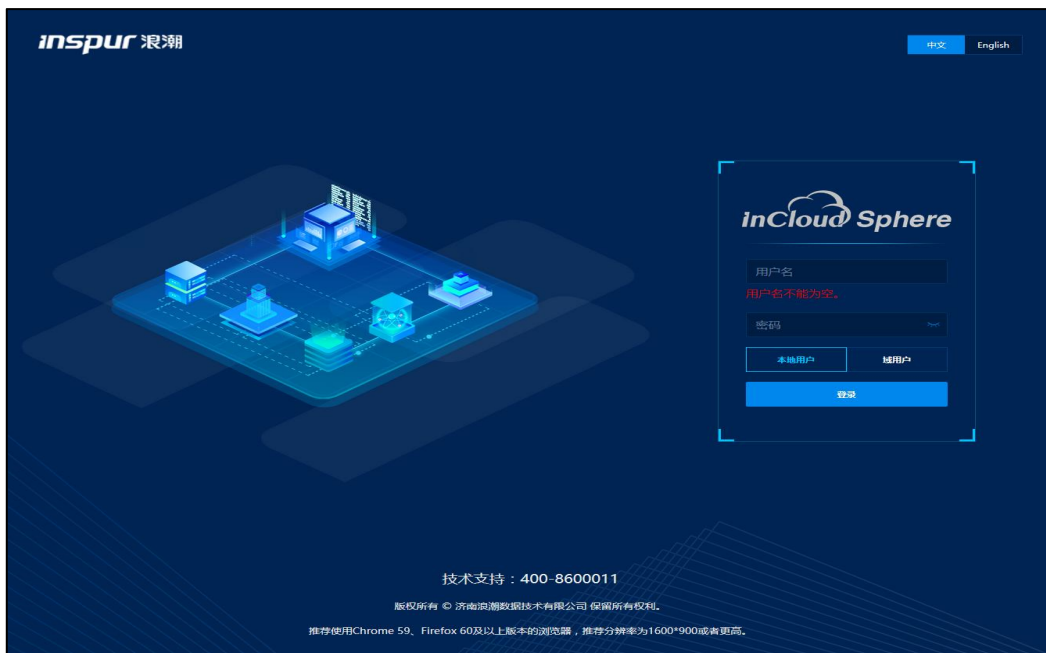 inspur 浪潮
中文 English
inCloud Sphere
用户名
用户名不能为空。
密码
本地用户 域用户
登录
技术支持：400-8600011
版权所有 © 济南浪潮数据技术有限公司 保留所有权利。
推荐使用Chrome 59、Firefox 60及以上版本的浏览器，推荐分辨率为1600*900或者更高。